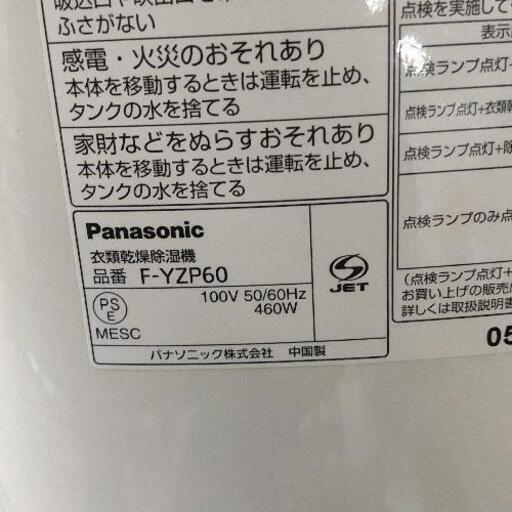 ふさがない
感電・火災のおそれあり
本体を移動するときは運転を止め、
タンクの水を捨てる
家財などをぬらすおそれあり
本体を移動するときは運転を止め、
タンクの水を捨てる
Panasonic
衣類乾燥除湿機
品番 F-YZP60
100V 50/60Hz
460W
PS
E
MESC
JET
パナソニック株式会社 中国製
点検を実施して
表示
点検ランプ点灯+
点検ランプ点灯+衣類乾
点検ランプ点灯+除
点検ランプのみ点
(点検ランプ点灯+
お買い上げの販売店
詳しくは取扱説明書
05